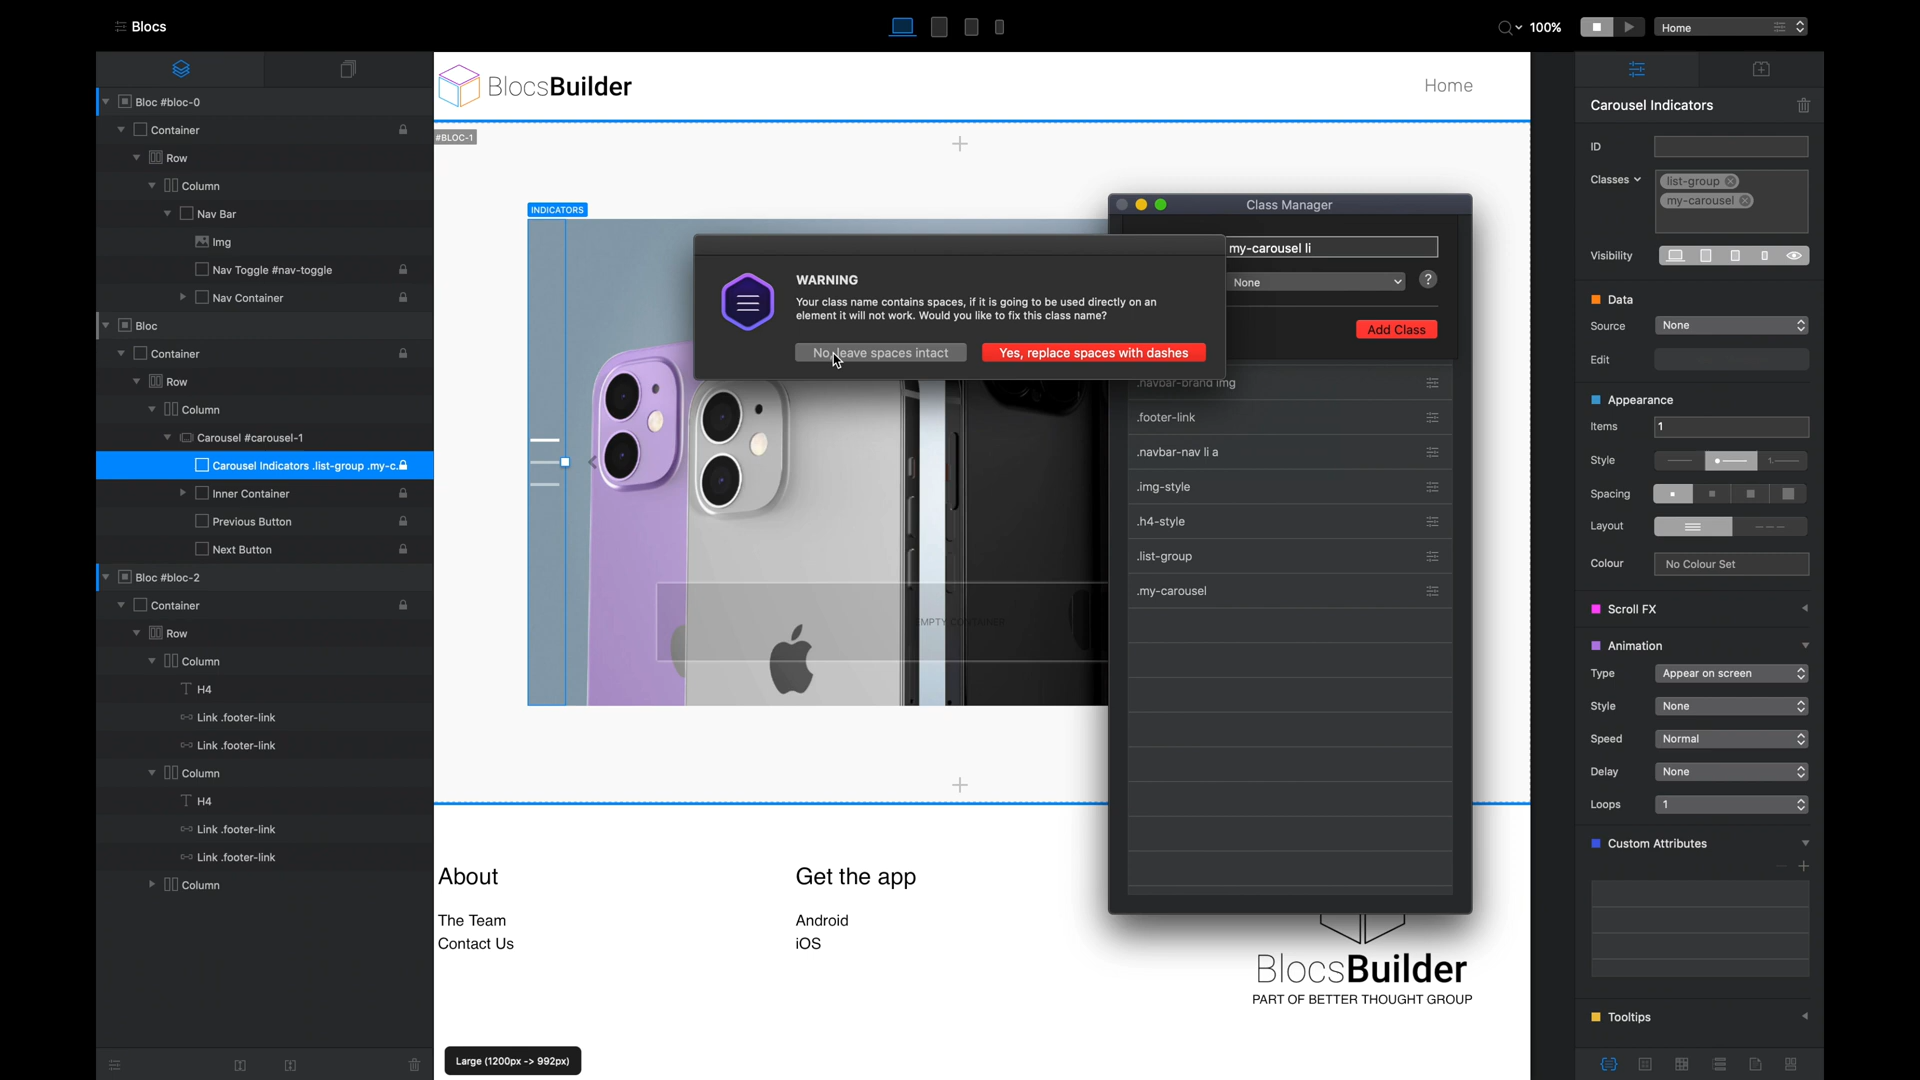 Blocs
100%
Home
Bloc #bloc-0
Container
Row
Column
Nav Bar
Img
Nav Toggle #nav-toggle
Nav Container
Bloc
Container
Row
Column
Carousel #carousel-1
Carousel Indicators .list-group .my-c.
Inner Container
Previous Button
Next Button
Bloc #bloc-2
Container
Row
Column
H4
Link .footer-link
Link .footer-link
Column
H4
Link .footer-link
Link .footer-link
Column
BlocsBuilder
Home
#BLOC-1
INDICATORS
EMPTY CONTAINER
WARNING
Your class name contains spaces, if it is going to be used directly on an
element it will not work. Would you like to fix this class name?
No, leave spaces intact
Yes, replace spaces with dashes
Class Manager
my-carousel li
None
?
Add Class
.navbar-brand img
.footer-link
.navbar-nav li a
.img-style
.h4-style
.list-group
.my-carousel
About
The Team
Contact Us
Get the app
Android
iOS
BlocsBuilder
PART OF BETTER THOUGHT GROUP
Large (1200px -> 992px)
Carousel Indicators
ID
Classes
list-group
my-carousel
Visibility
Data
Source
None
Edit
Appearance
Items
1
Style
Spacing
Layout
Colour
No Colour Set
Scroll FX
Animation
Type
Appear on screen
Style
None
Speed
Normal
Delay
None
Loops
1
Custom Attributes
Tooltips